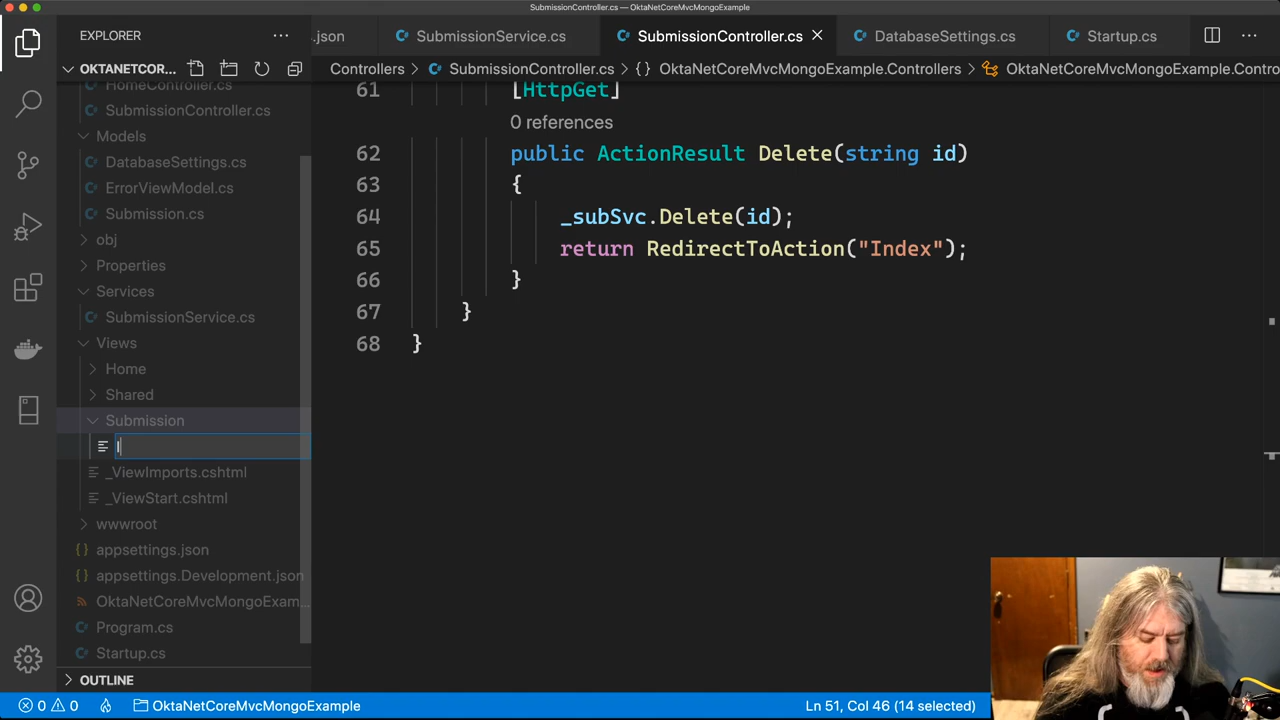 SubmissionController.cs — OktaNetCoreMvcMongoExample
EXPLORER
.json
SubmissionService.cs
SubmissionController.cs
DatabaseSettings.cs
Startup.cs
OKTANETCOR...
Controllers > SubmissionController.cs > {} OktaNetCoreMvcMongoExample.Controllers > OktaNetCoreMvcMongoExample.Contro
HomeController.cs
SubmissionController.cs
Models
DatabaseSettings.cs
ErrorViewModel.cs
Submission.cs
obj
Properties
Services
SubmissionService.cs
Views
Home
Shared
Submission
I
_ViewImports.cshtml
_ViewStart.cshtml
wwwroot
{} appsettings.json
{} appsettings.Development.json
OktaNetCoreMvcMongoExam...
Program.cs
Startup.cs
OUTLINE
61 [HttpGet]
0 references
62 public ActionResult Delete(string id)
63 {
64 _subSvc.Delete(id);
65 return RedirectToAction("Index");
66 }
67 }
68 }
0 0 OktaNetCoreMvcMongoExample
Ln 51, Col 46 (14 selected)